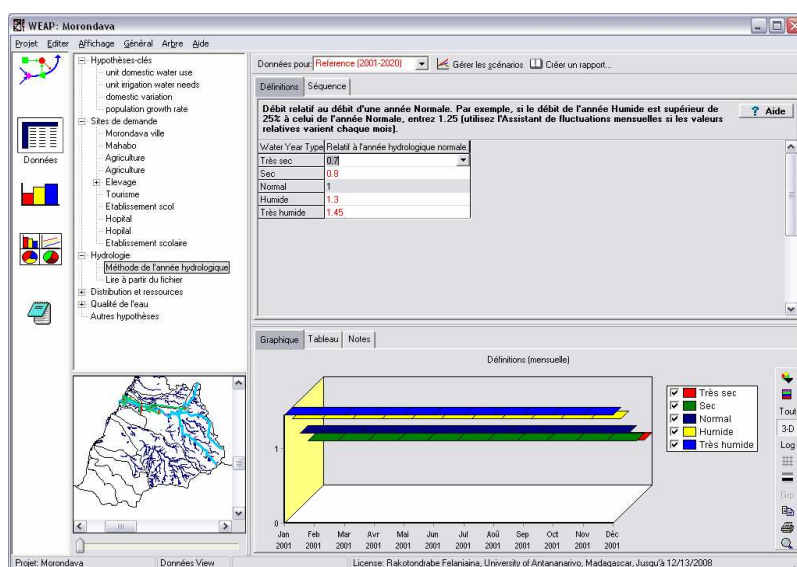 WEAP: Morondava
Projet Editer Affichage Général Arbre Aide
Données
Hypothèses-clés
unit domestic water use
unit irrigation water needs
domestic variation
population growth rate
Sites de demande
Morondava ville
Mahabo
Agriculture
Agriculture
Elevage
Tourisme
Etablissement scol
Hopital
Hopilal
Etablissement scolaire
Hydrologie
Méthode de l'année hydrologique
Lire à partir du fichier
Distribution et ressources
Qualité de l'eau
Autres hypothèses
Données pour: Reference (2001-2020) Gérer les scénarios Créer un rapport...
Définitions Séquence
Débit relatif au débit d'une année Normale. Par exemple, si le débit de l'année Humide est supérieur de
25% à celui de l'année Normale, entrez 1.25 (utilisez l'Assistant de fluctuations mensuelles si les valeurs
relatives varient chaque mois).
? Aide
Water Year Type Relatif à l'année hydrologique normale.
Très sec 0.7
Sec 0.8
Normal 1
Humide 1.3
Très humide 1.45
Graphique Tableau Notes
Définitions (mensuelle)
1
0
Jan Feb Mar Avr Mai Jun Jul Aoû Sep Oct Nov Déc
2001 2001 2001 2001 2001 2001 2001 2001 2001 2001 2001 2001
Très sec
Sec
Normal
Humide
Très humide
Tout
3-D
Log
Grp
Projet: Morondava Données View License: Rakotondrabe Felaniaina, University of Antananarivo, Madagascar, Jusqu'à 12/13/2008